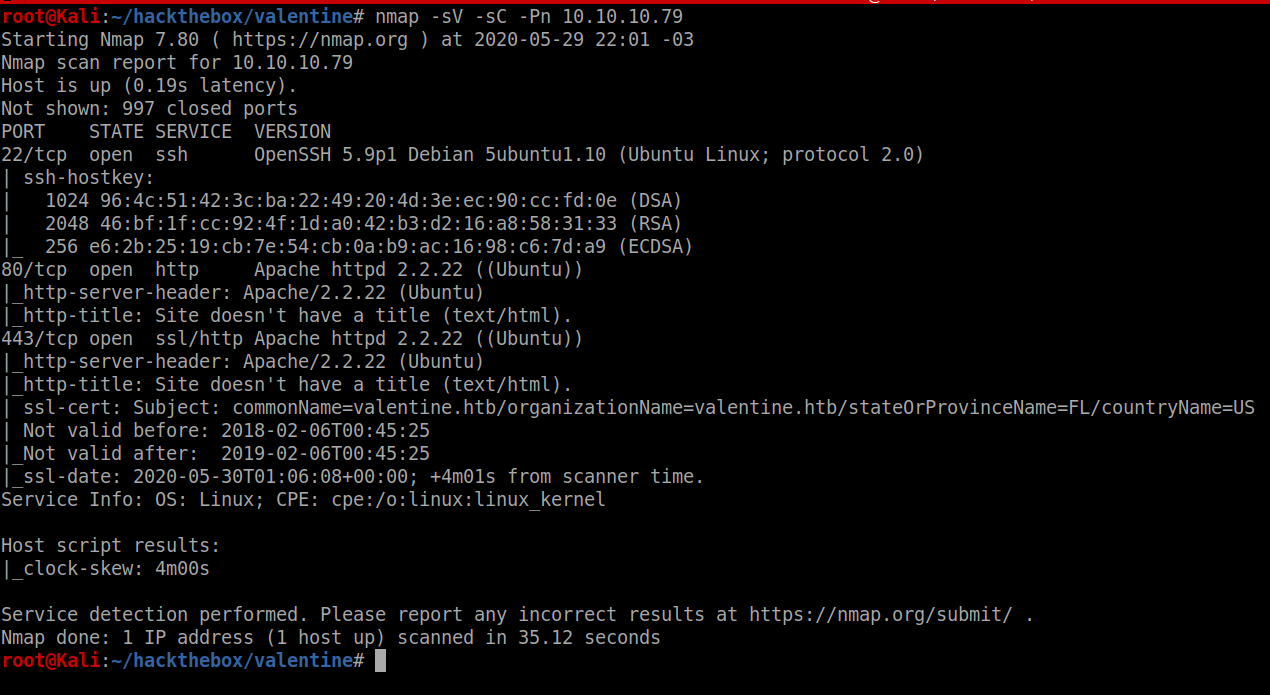 root@Kali:~/hackthebox/valentine# nmap -sV -sC -Pn 10.10.10.79
Starting Nmap 7.80 ( https://nmap.org ) at 2020-05-29 22:01 -03
Nmap scan report for 10.10.10.79
Host is up (0.19s latency).
Not shown: 997 closed ports
PORT    STATE SERVICE  VERSION
22/tcp  open  ssh      OpenSSH 5.9p1 Debian 5ubuntu1.10 (Ubuntu Linux; protocol 2.0)
| ssh-hostkey:
|   1024 96:4c:51:42:3c:ba:22:49:20:4d:3e:ec:90:cc:fd:0e (DSA)
|   2048 46:bf:1f:cc:92:4f:1d:a0:42:b3:d2:16:a8:58:31:33 (RSA)
|_  256 e6:2b:25:19:cb:7e:54:cb:0a:b9:ac:16:98:c6:7d:a9 (ECDSA)
80/tcp  open  http     Apache httpd 2.2.22 ((Ubuntu))
|_http-server-header: Apache/2.2.22 (Ubuntu)
|_http-title: Site doesn't have a title (text/html).
443/tcp open  ssl/http Apache httpd 2.2.22 ((Ubuntu))
|_http-server-header: Apache/2.2.22 (Ubuntu)
|_http-title: Site doesn't have a title (text/html).
| ssl-cert: Subject: commonName=valentine.htb/organizationName=valentine.htb/stateOrProvinceName=FL/countryName=US
| Not valid before: 2018-02-06T00:45:25
|_Not valid after:  2019-02-06T00:45:25
|_ssl-date: 2020-05-30T01:06:08+00:00; +4m01s from scanner time.
Service Info: OS: Linux; CPE: cpe:/o:linux:linux_kernel

Host script results:
|_clock-skew: 4m00s

Service detection performed. Please report any incorrect results at https://nmap.org/submit/ .
Nmap done: 1 IP address (1 host up) scanned in 35.12 seconds
root@Kali:~/hackthebox/valentine#